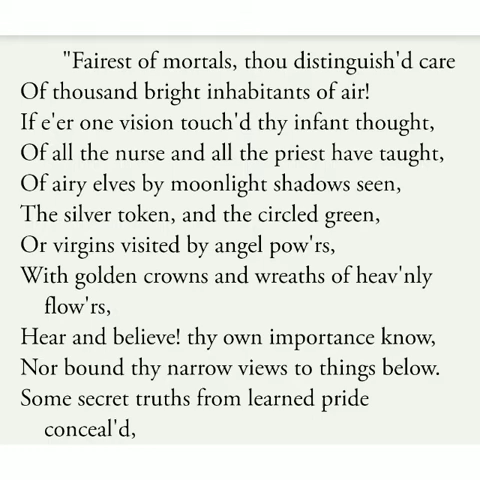 "Fairest of mortals, thou distinguish'd care
Of thousand bright inhabitants of air!
If e'er one vision touch'd thy infant thought,
Of all the nurse and all the priest have taught,
Of airy elves by moonlight shadows seen,
The silver token, and the circled green,
Or virgins visited by angel pow'rs,
With golden crowns and wreaths of heav'nly
flow'rs,
Hear and believe! thy own importance know,
Nor bound thy narrow views to things below.
Some secret truths from learned pride
conceal'd,